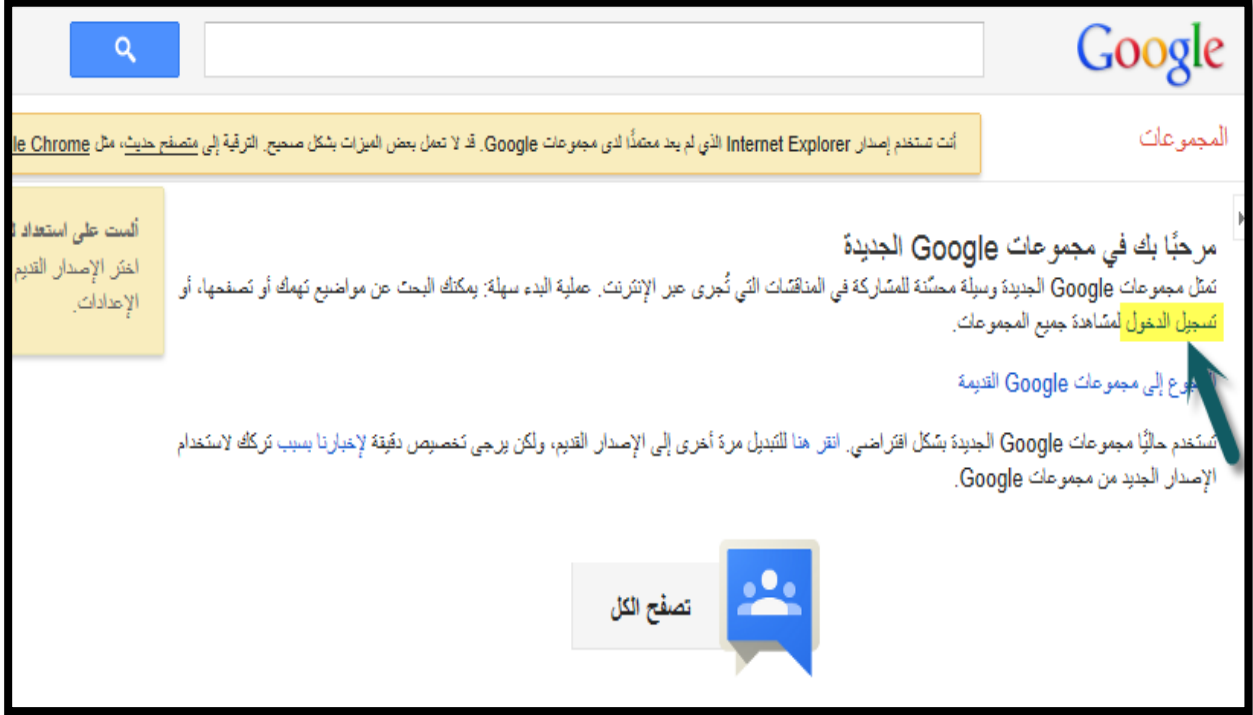 Google
المجموعات
أنت تستخدم إصدار Internet Explorer الذي لم يعد معتمدًا لدى مجموعات Google. قد لا تعمل بعض الميزات بشكل صحيح. الترقية إلى متصفح حديث، مثل le Chrome
مرحبًا بك في مجموعات Google الجديدة
تمثل مجموعات Google الجديدة وسيلة محسّنة للمشاركة في المناقشات التي تُجرى عبر الإنترنت. عملية البدء سهلة: يمكنك البحث عن مواضيع تهمك أو تصفحها، أو
تسجيل الدخول لمشاهدة جميع المجموعات.
إلى مجموعات Google القديمة
تستخدم حاليًا مجموعات Google الجديدة بشكل افتراضي. انقر هنا للتبديل مرة أخرى إلى الإصدار القديم، ولكن يرجى تخصيص دقيقة لإخبارنا بسبب تركك لاستخدام
الإصدار الجديد من مجموعات Google.
تصفح الكل
ألست على استعداد
اختر الإصدار القديم
الإعدادات.